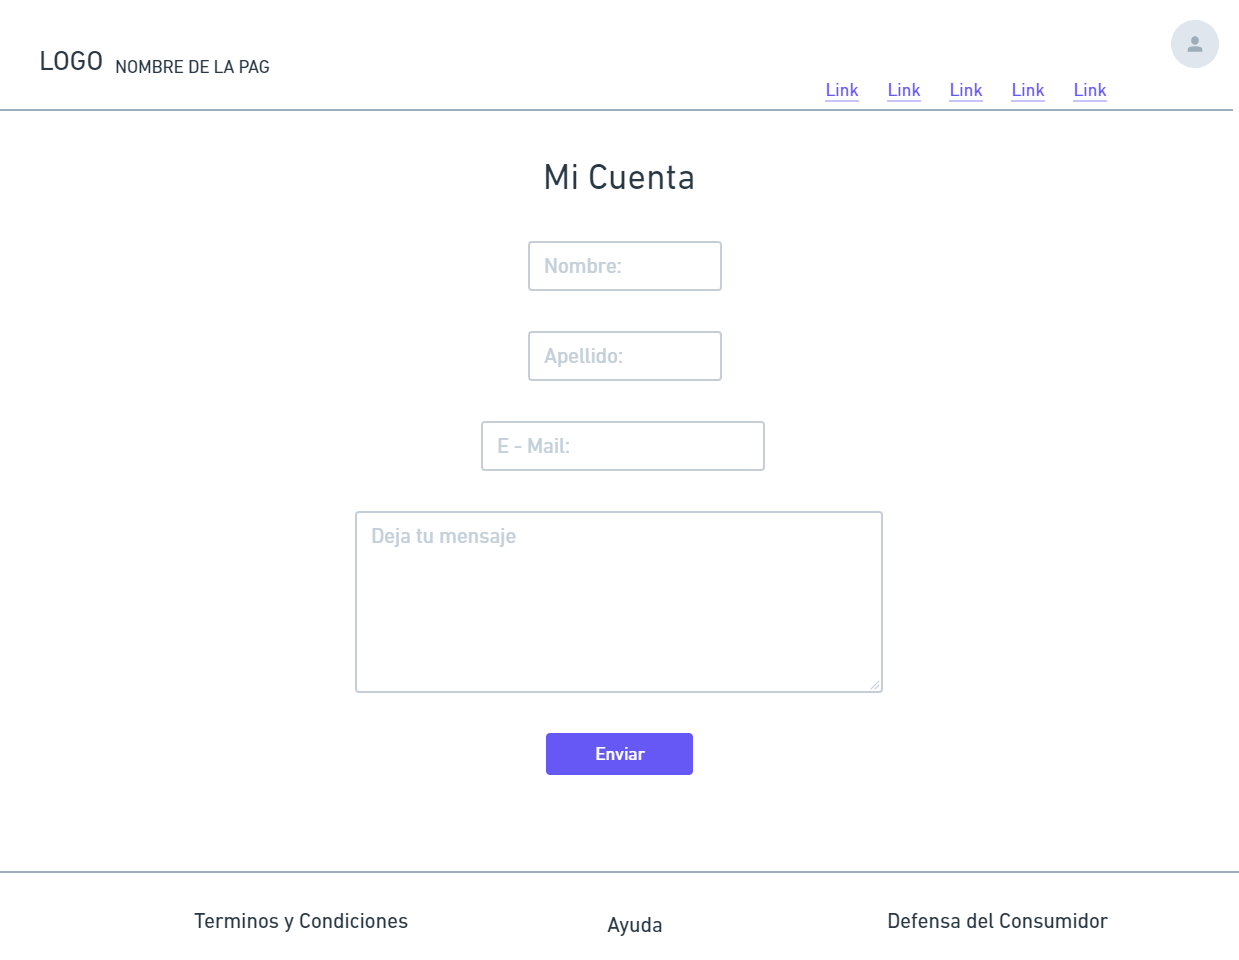 LOGO NOMBRE DE LA PAG
Link Link Link Link Link
Mi Cuenta
Nombre:
Apellido:
E - Mail:
Deja tu mensaje
Enviar
Terminos y Condiciones Ayuda Defensa del Consumidor